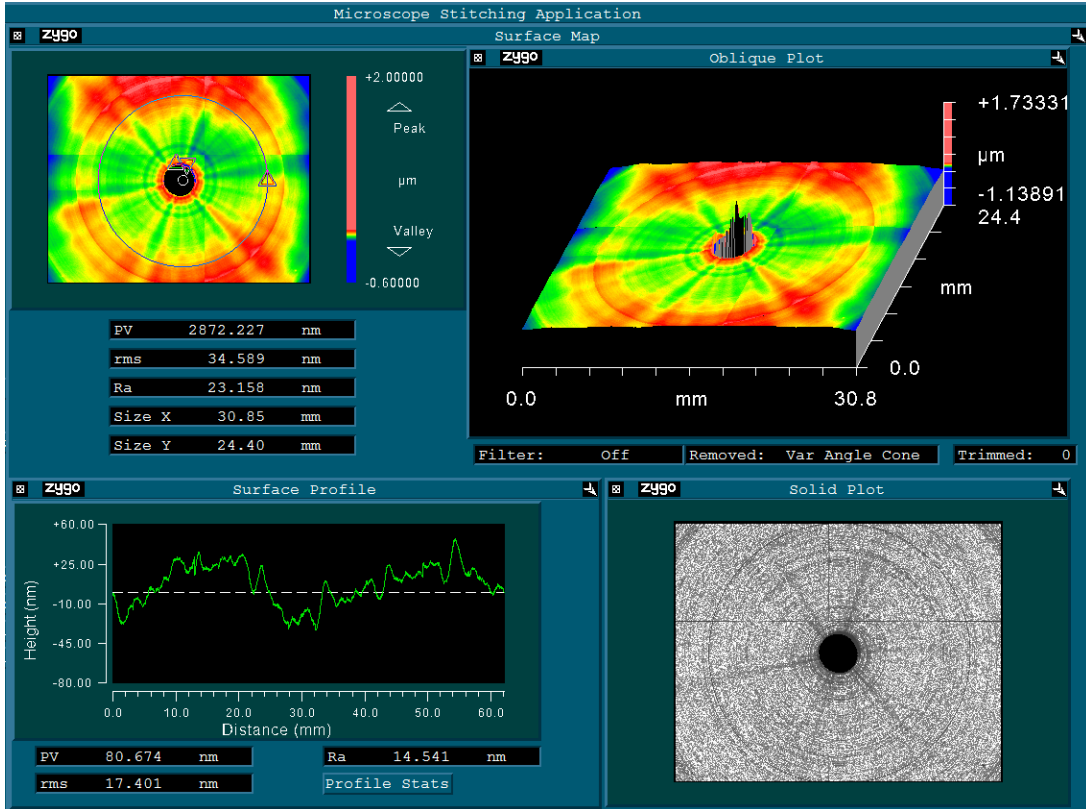 Microscope Stitching Application
zygo Surface Map
+2.00000
Peak
µm
Valley
-0.60000
PV 2872.227 nm
rms 34.589 nm
Ra 23.158 nm
Size X 30.85 mm
Size Y 24.40 mm
zygo Oblique Plot
+1.73331
µm
-1.13891
24.4
mm
0.0
0.0 mm 30.8
Filter: Off Removed: Var Angle Cone Trimmed: 0
zygo Surface Profile
+60.00
+25.00
-10.00
-45.00
-80.00
Height (nm)
0.0 10.0 20.0 30.0 40.0 50.0 60.0
Distance (mm)
PV 80.674 nm Ra 14.541 nm
rms 17.401 nm Profile Stats
zygo Solid Plot